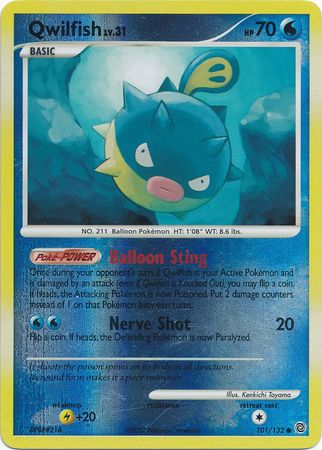 Qwilfish LV.31 HP 70
BASIC
NO. 211 Balloon Pokémon HT: 1'08" WT: 8.6 lbs.
Poké-POWER Balloon Sting
Once during your opponent's turn, if Qwilfish is your Active Pokémon and
is damaged by an attack (even if Qwilfish is Knocked Out), you may flip a
coin. If heads, the Attacking Pokémon is now Poisoned. Put 2 damage counters
instead of 1 on that Pokémon between turns.
Nerve Shot 20
Flip a coin. If heads, the Defending Pokémon is now Paralyzed.
It shoots the poison spines on its body in all directions.
Its round form makes it a poor swimmer.
Illus. Kenkichi Toyama
weakness resistance retreat cost
+20
DPBP#218
101/132